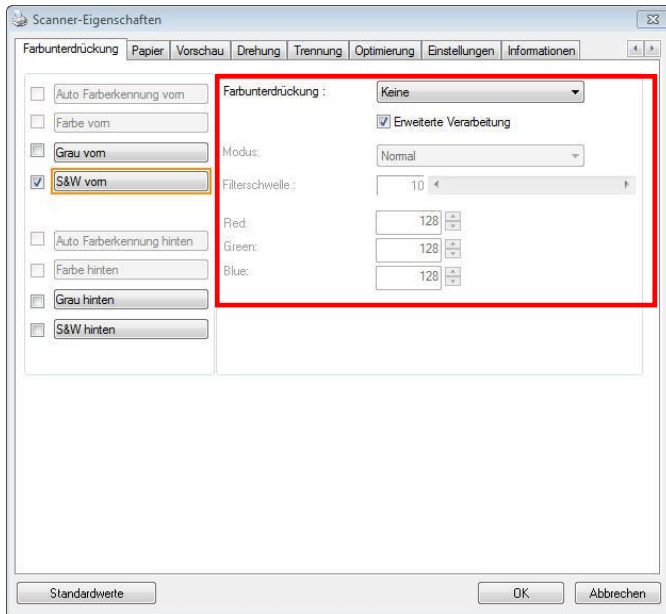 Scanner-Eigenschaften
Farbunterdrückung Papier Vorschau Drehung Trennung Optimierung Einstellungen Informationen
Auto Farberkennung vorn
Farbe vorn
Grau vorn
S&W vorn
Auto Farberkennung hinten
Farbe hinten
Grau hinten
S&W hinten
Farbunterdrückung : Keine
Erweiterte Verarbeitung
Modus: Normal
Filterschwelle : 10
Red: 128
Green: 128
Blue: 128
Standardwerte OK Abbrechen